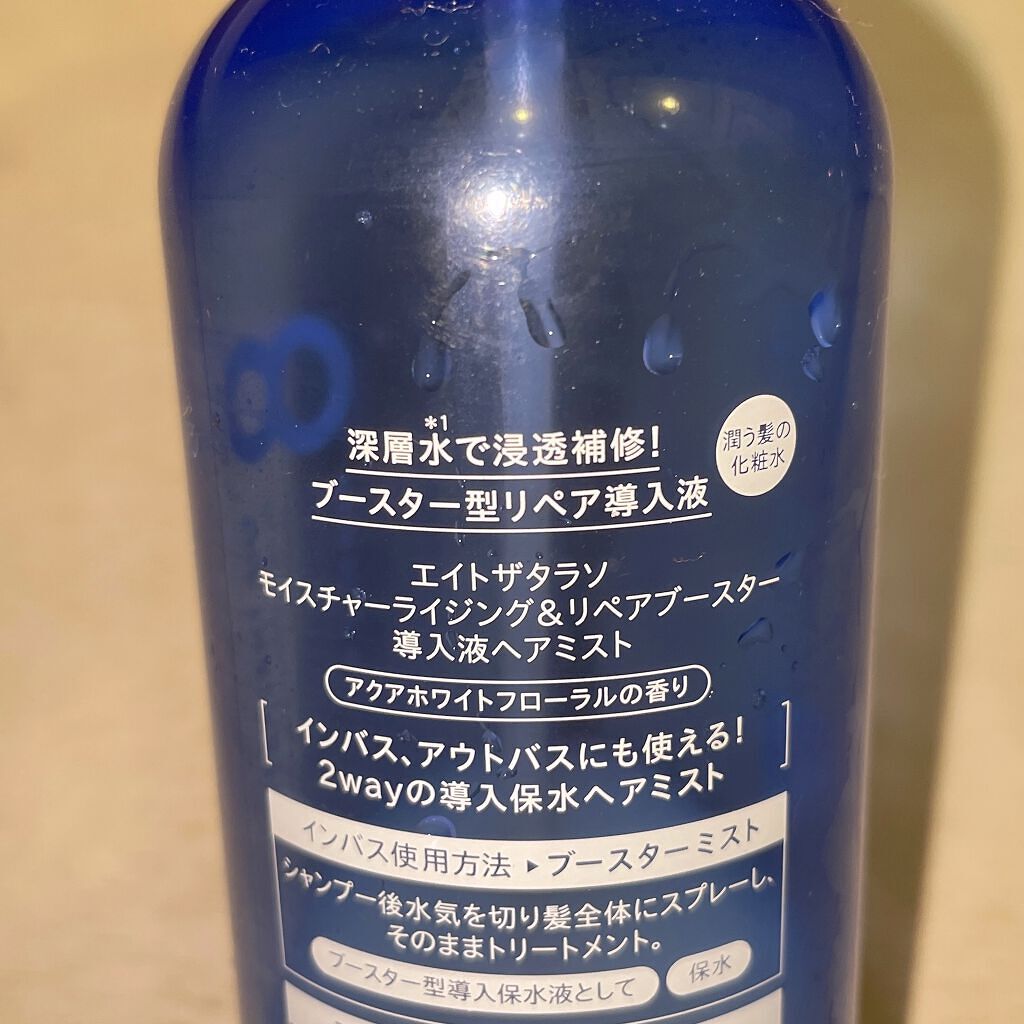 深層水*1で浸透補修!
ブースター型リペア導入液
潤う髪の
化粧水
エイトザタラソ
モイスチャーライジング&リペアブースター
導入液ヘアミスト
アクアホワイトフローラルの香り
インバス、アウトバスにも使える!
2wayの導入保水ヘアミスト
インバス使用方法▶ブースターミスト
シャンプー後水気を切り髪全体にスプレーし、
そのままトリートメント。
ブースター型導入保水液として 保水